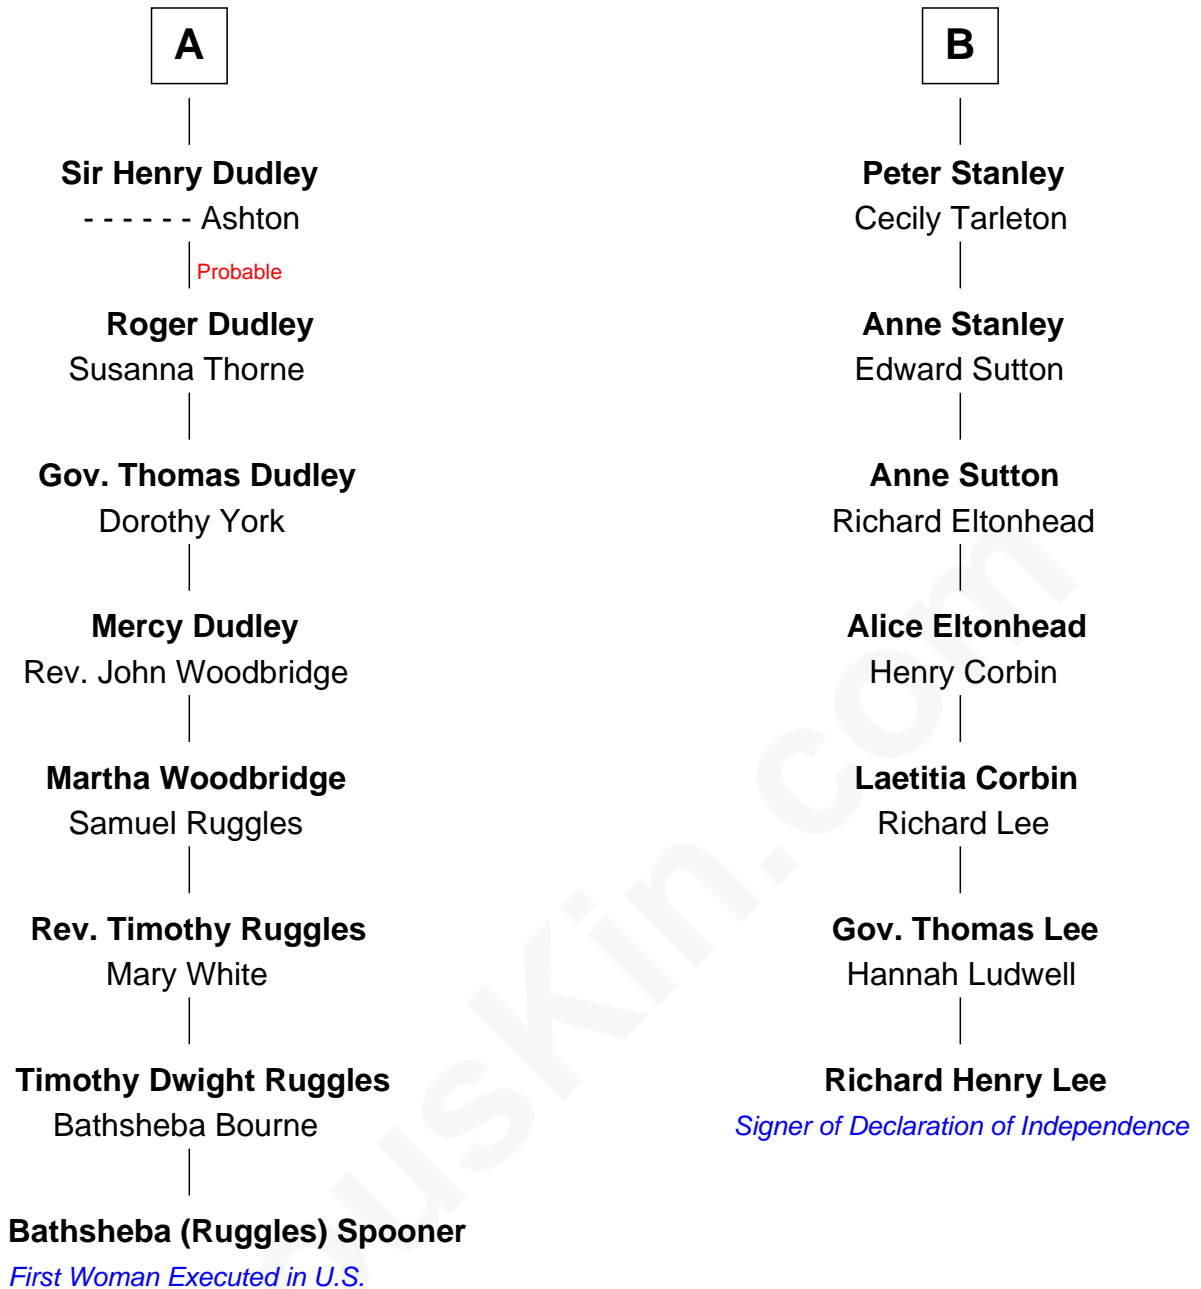 A
Sir Henry Dudley
- - - - - - Ashton
Probable
Roger Dudley
Susanna Thorne
Gov. Thomas Dudley
Dorothy York
Mercy Dudley
Rev. John Woodbridge
Martha Woodbridge
Samuel Ruggles
Rev. Timothy Ruggles
Mary White
Timothy Dwight Ruggles
Bathsheba Bourne
Bathsheba (Ruggles) Spooner
First Woman Executed in U.S.
B
Peter Stanley
Cecily Tarleton
Anne Stanley
Edward Sutton
Anne Sutton
Richard Eltonhead
Alice Eltonhead
Henry Corbin
Laetitia Corbin
Richard Lee
Gov. Thomas Lee
Hannah Ludwell
Richard Henry Lee
Signer of Declaration of Independence
ousKin.com